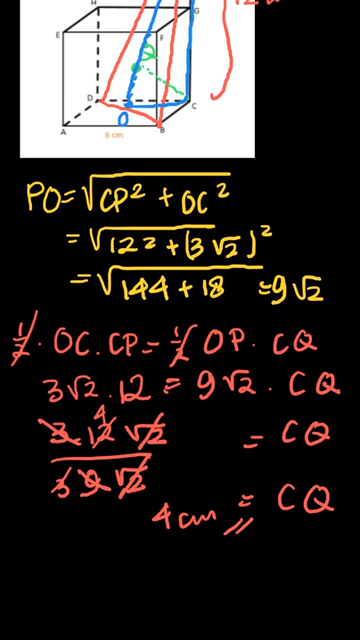 H
G
12
E
F
Q
D
C
O
A
6 cm
B
PO = √CP² + OC²
= √12² + (3√2)²
= √144 + 18 = 9√2
1/2 · OC · CP = 1/2 OP · CQ
3√2 · 12 = 9√2 · CQ
4
3 12 √2 = CQ
3 9 √2
4 cm = CQ